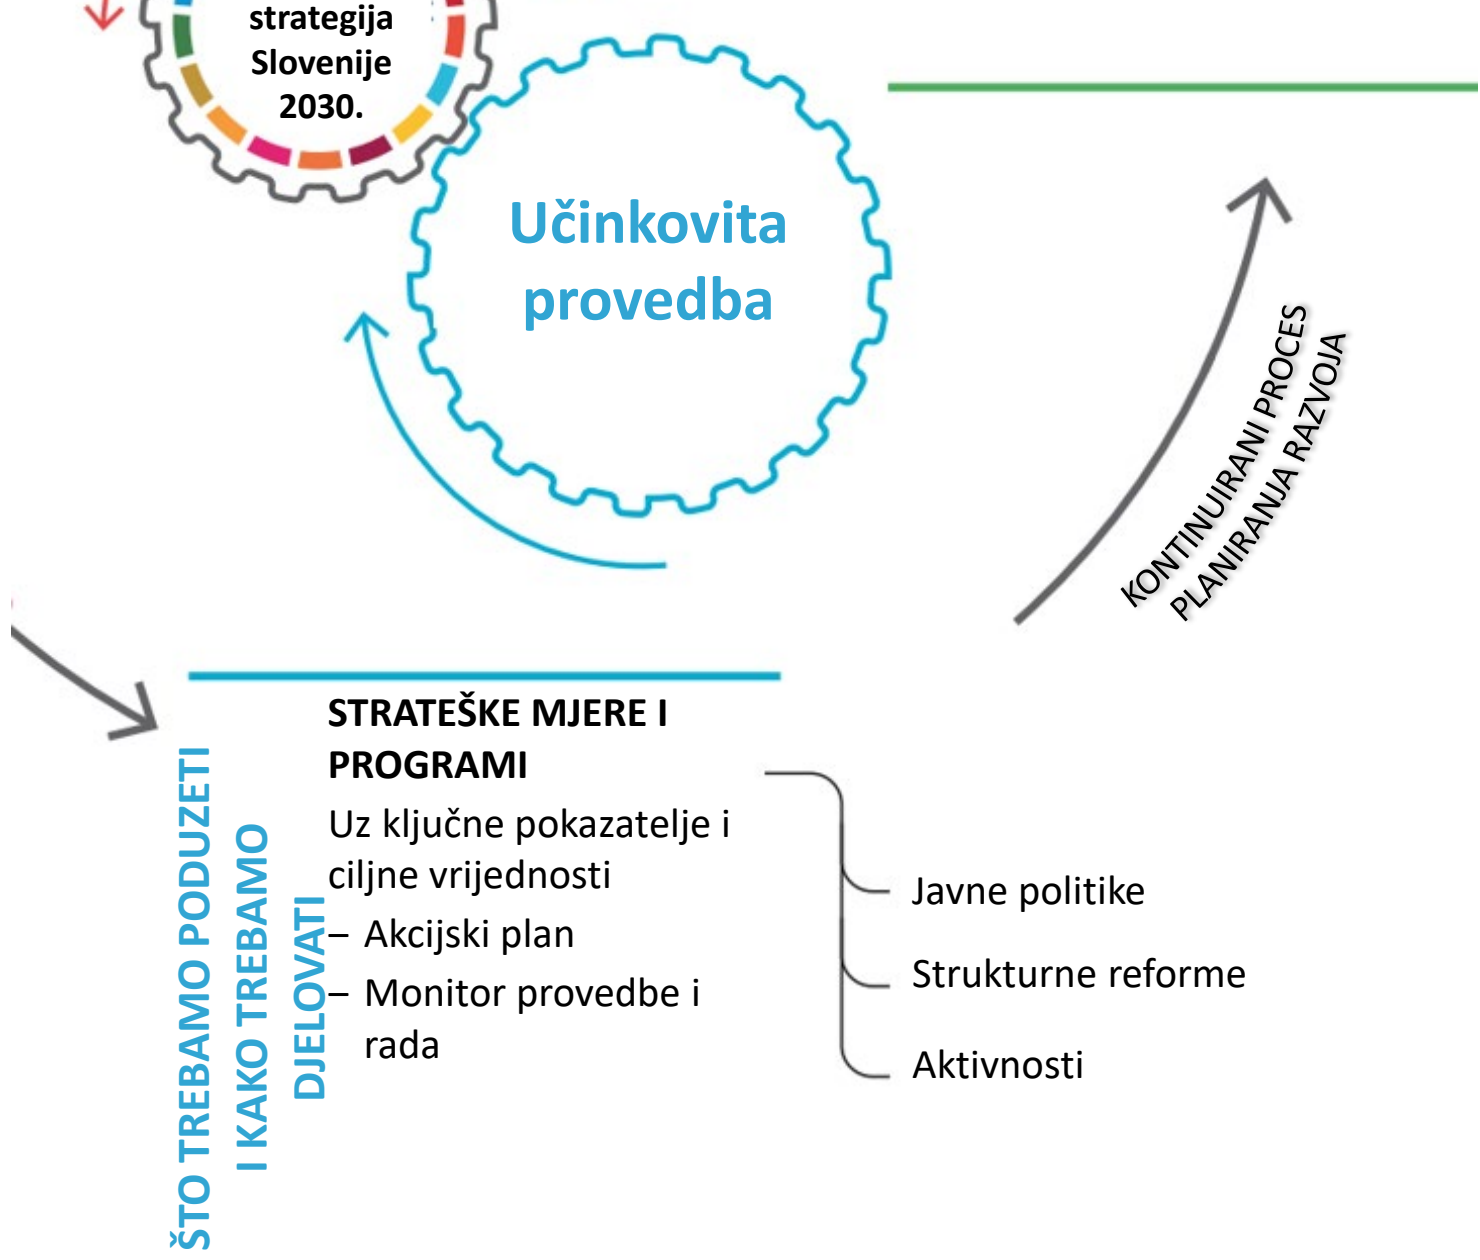 strategija
Slovenije
2030.
Učinkovita
provedba
KONTINUIRANI PROCES
PLANIRANJA RAZVOJA
ŠTO TREBAMO PODUZETI
I KAKO TREBAMO
DJELOVATI
STRATEŠKE MJERE I
PROGRAMI
Uz ključne pokazatelje i
ciljne vrijednosti
– Akcijski plan
– Monitor provedbe i
rada
Javne politike
Strukturne reforme
Aktivnosti